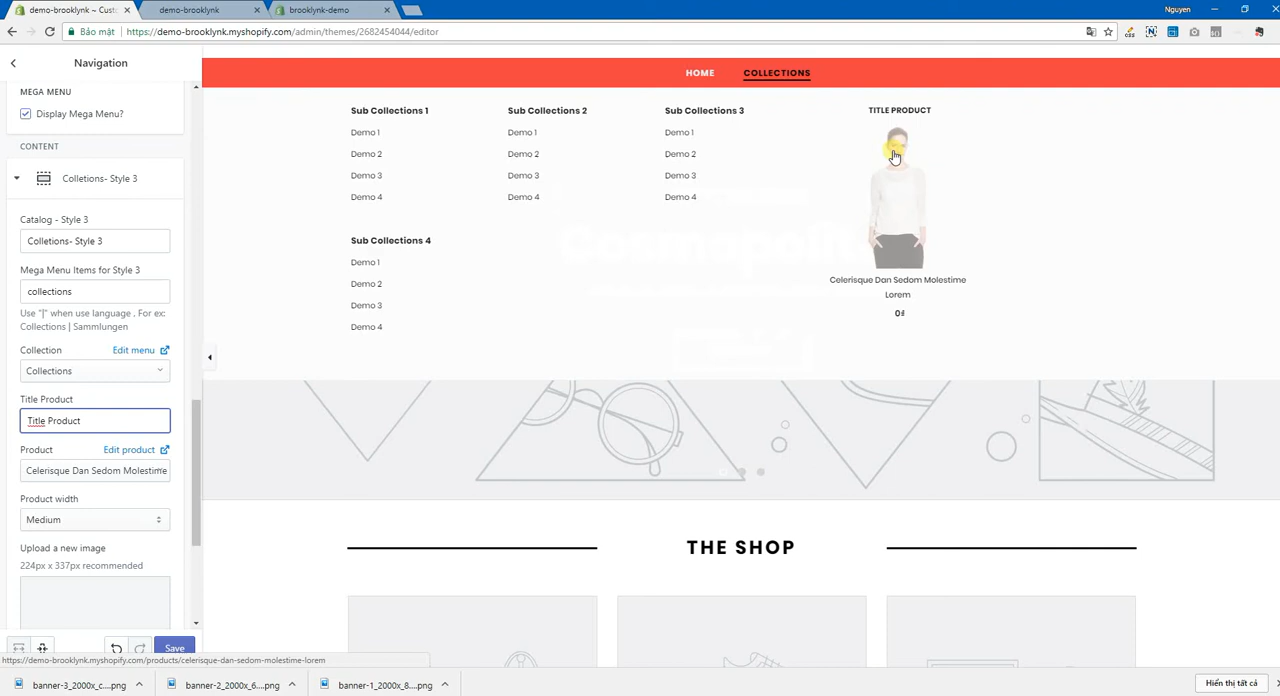 demo-brooklynk ~ Cust
demo-brooklynk
brooklynk-demo
Nguyen
Bảo mật
https://demo-brooklynk.myshopify.com/admin/themes/2682454044/editor
Navigation
MEGA MENU
Display Mega Menu?
CONTENT
Colletions- Style 3
Catalog - Style 3
Colletions- Style 3
Mega Menu Items for Style 3
collections
Use "|" when use language . For ex:
Collections | Sammlungen
Collection
Edit menu
Collections
Title Product
Title Product
Product
Edit product
Celerisque Dan Sedom Molestime
Product width
Medium
Upload a new image
224px x 337px recommended
Save
HOME
COLLECTIONS
Sub Collections 1
Demo 1
Demo 2
Demo 3
Demo 4
Sub Collections 2
Demo 1
Demo 2
Demo 3
Demo 4
Sub Collections 3
Demo 1
Demo 2
Demo 3
Demo 4
TITLE PRODUCT
Celerisque Dan Sedom Molestime
Lorem
0₫
Sub Collections 4
Demo 1
Demo 2
Demo 3
Demo 4
THE SHOP
https://demo-brooklynk.myshopify.com/products/celerisque-dan-sedom-molestime-lorem
banner-3_2000x_c....png
banner-2_2000x_6....png
banner-1_2000x_8....png
Hiển thị tất cả